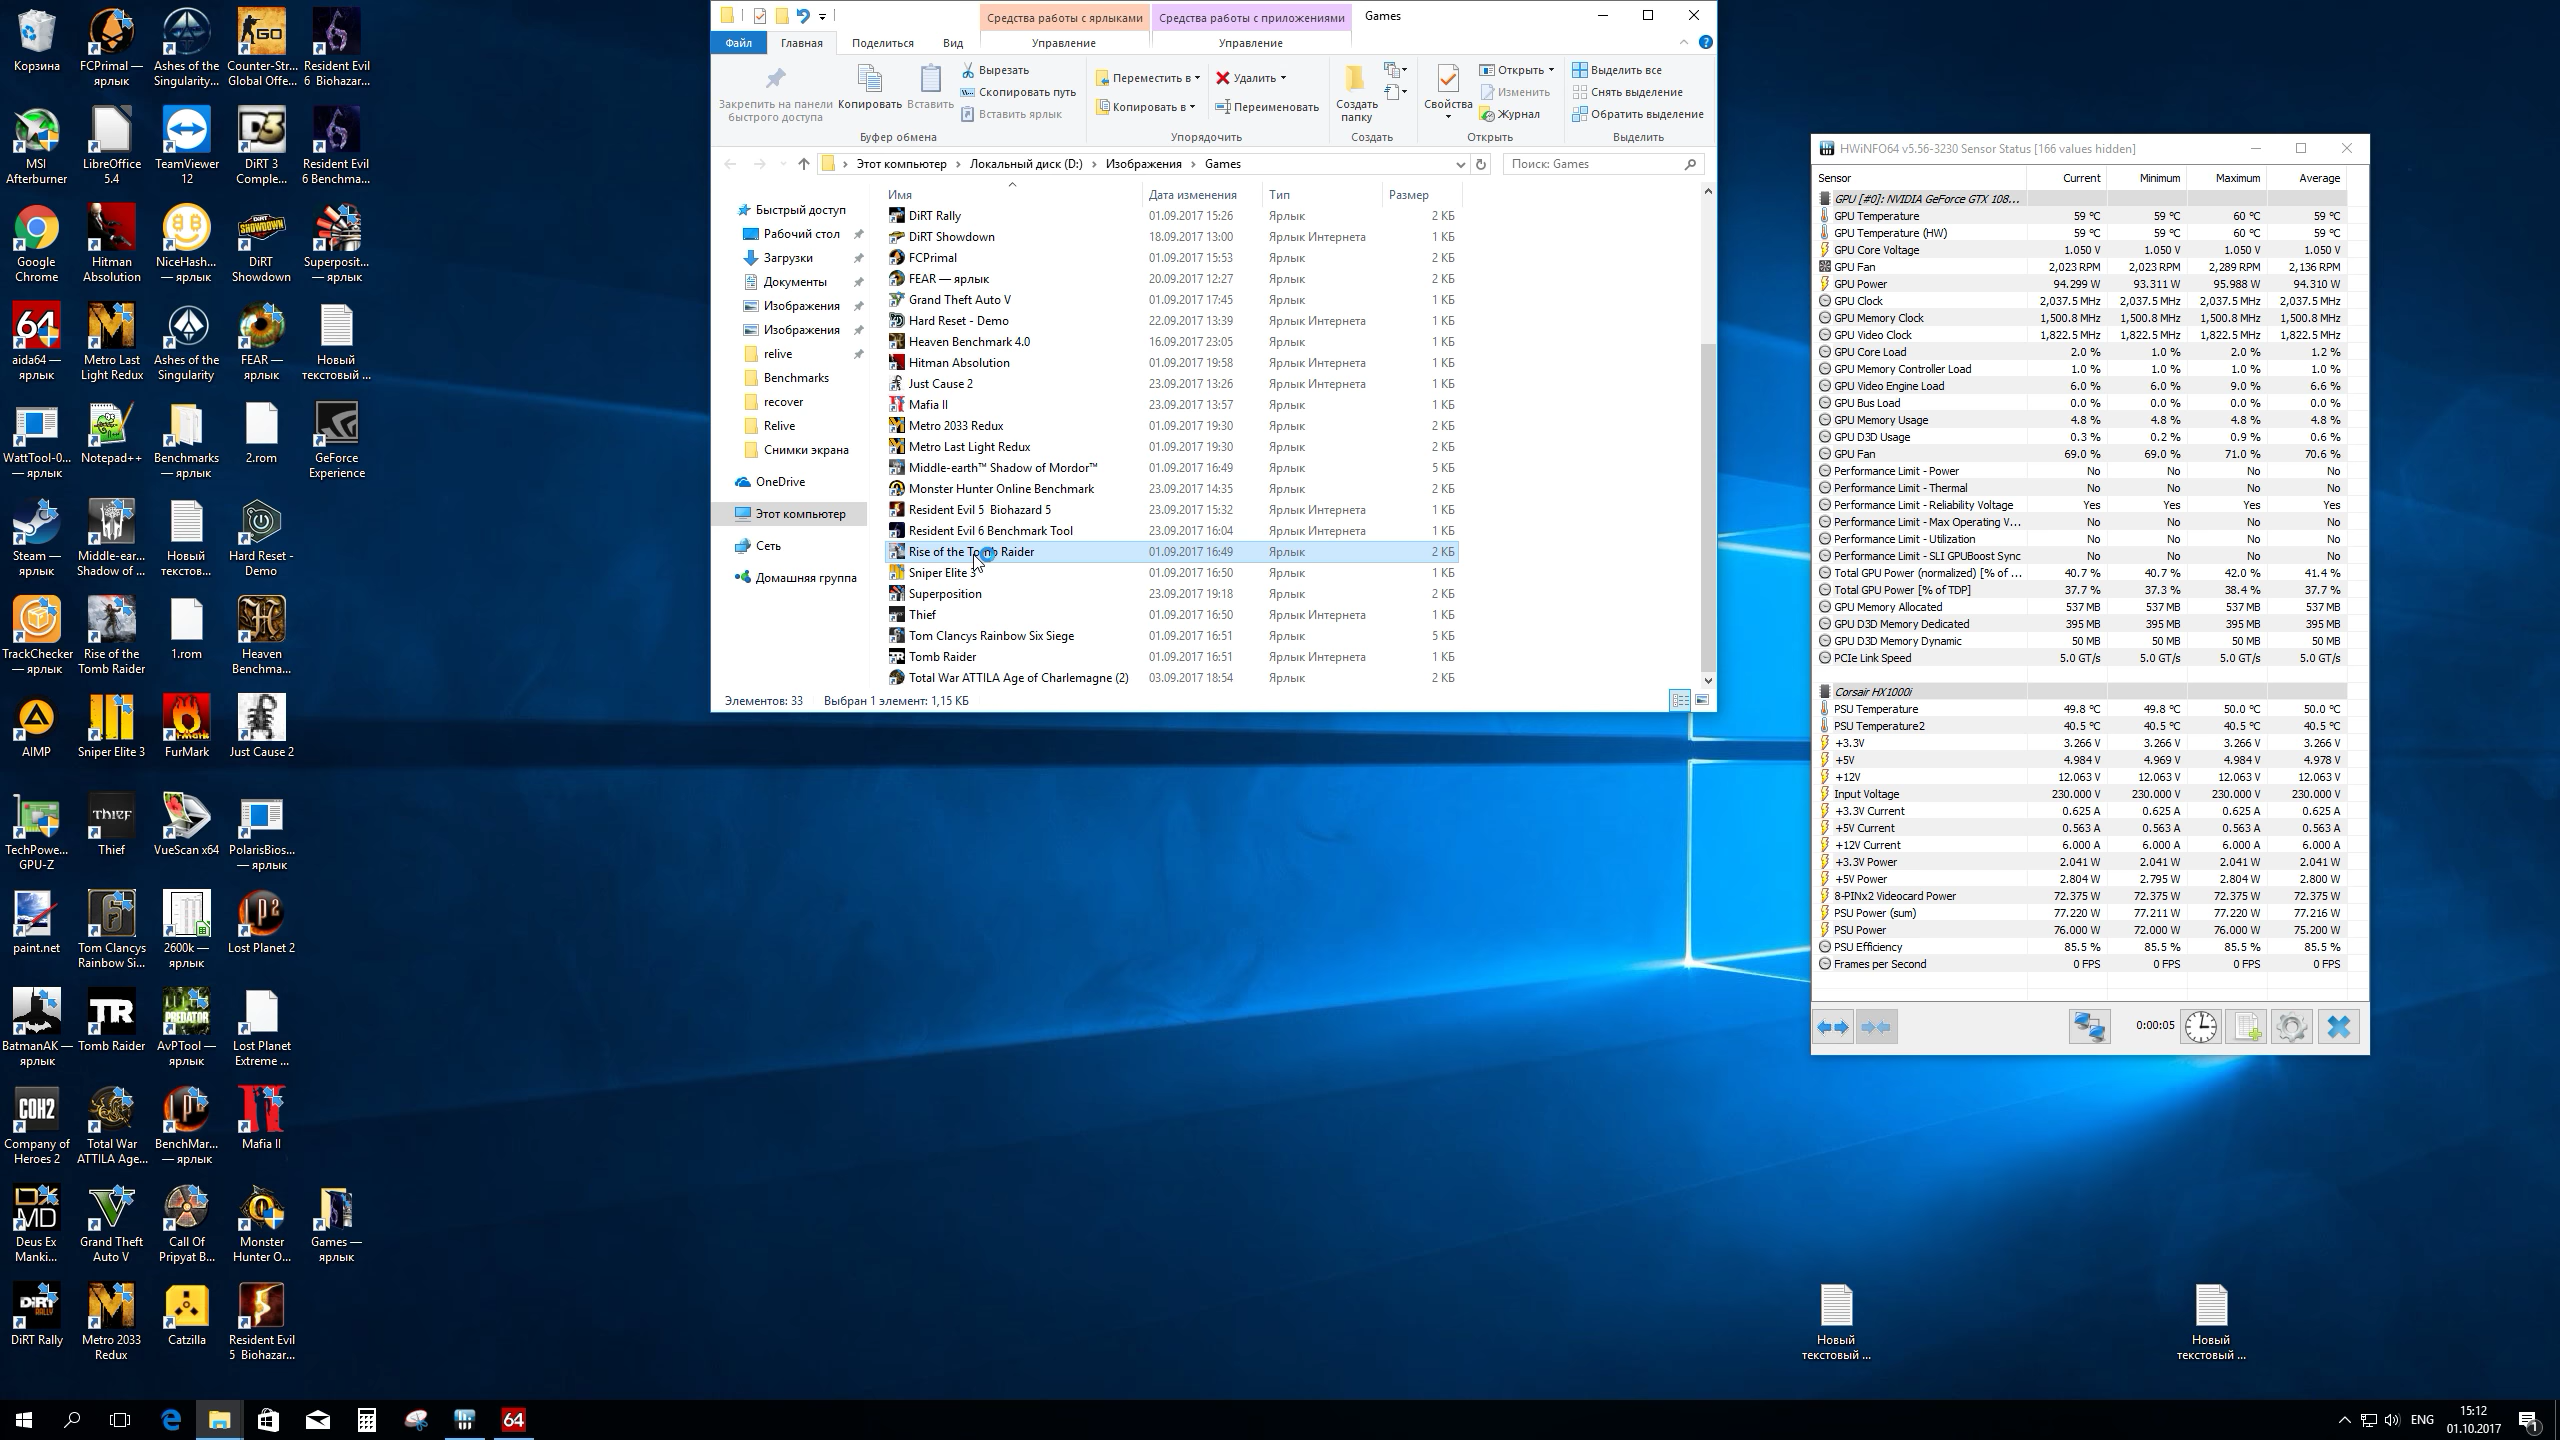 Корзина
FCPrimal — ярлык
Ashes of the Singularity...
Counter-Str... Global Offe...
Resident Evil 6 Biohazar...
MSI Afterburner
LibreOffice 5.4
TeamViewer 12
DiRT 3 Comple...
Resident Evil 6 Benchma...
Google Chrome
Hitman Absolution
NiceHash... — ярлык
DiRT Showdown
Superposit... — ярлык
aida64 — ярлык
Metro Last Light Redux
Ashes of the Singularity
FEAR — ярлык
Новый текстовый ...
WattTool-0... — ярлык
Notepad++
Benchmarks — ярлык
2.rom
GeForce Experience
Steam — ярлык
Middle-ear... Shadow of ...
Новый текстов...
Hard Reset - Demo
TrackChecker — ярлык
Rise of the Tomb Raider
1.rom
Heaven Benchma...
AIMP
Sniper Elite 3
FurMark
Just Cause 2
TechPowe... GPU-Z
Thief
VueScan x64
PolarisBios... — ярлык
paint.net
Tom Clancys Rainbow Si...
2600k — ярлык
Lost Planet 2
BatmanAK — ярлык
Tomb Raider
AvPTool — ярлык
Lost Planet Extreme ...
Company of Heroes 2
Total War ATTILA Age...
BenchMar... — ярлык
Mafia II
Deus Ex Manki...
Grand Theft Auto V
Call Of Pripyat B...
Monster Hunter O...
Games — ярлык
DiRT Rally
Metro 2033 Redux
Catzilla
Resident Evil 5 Biohazar...
Средства работы с ярлыками
Средства работы с приложениями
Games
Файл
Главная
Поделиться
Вид
Управление
Управление
Закрепить на панели быстрого доступа
Копировать
Вставить
Вырезать
Скопировать путь
Вставить ярлык
Буфер обмена
Переместить в
Копировать в
Удалить
Переименовать
Упорядочить
Создать папку
Создать
Свойства
Открыть
Изменить
Журнал
Открыть
Выделить все
Снять выделение
Обратить выделение
Выделить
Этот компьютер › Локальный диск (D:) › Изображения › Games
Поиск: Games
Быстрый доступ
Рабочий стол
Загрузки
Документы
Изображения
Изображения
relive
Benchmarks
recover
Relive
Снимки экрана
OneDrive
Этот компьютер
Сеть
Домашняя группа
Имя Дата изменения Тип Размер
DiRT Rally 01.09.2017 15:26 Ярлык 2 КБ
DiRT Showdown 18.09.2017 13:00 Ярлык Интернета 1 КБ
FCPrimal 01.09.2017 15:53 Ярлык 2 КБ
FEAR — ярлык 20.09.2017 12:27 Ярлык 2 КБ
Grand Theft Auto V 01.09.2017 17:45 Ярлык 1 КБ
Hard Reset - Demo 22.09.2017 13:39 Ярлык Интернета 1 КБ
Heaven Benchmark 4.0 16.09.2017 23:05 Ярлык 2 КБ
Hitman Absolution 01.09.2017 19:58 Ярлык Интернета 1 КБ
Just Cause 2 23.09.2017 13:26 Ярлык Интернета 1 КБ
Mafia II 23.09.2017 13:57 Ярлык 1 КБ
Metro 2033 Redux 01.09.2017 19:30 Ярлык 2 КБ
Metro Last Light Redux 01.09.2017 19:30 Ярлык 2 КБ
Middle-earth™ Shadow of Mordor™ 01.09.2017 16:49 Ярлык 5 КБ
Monster Hunter Online Benchmark 23.09.2017 14:35 Ярлык 2 КБ
Resident Evil 5 Biohazard 5 23.09.2017 15:32 Ярлык Интернета 1 КБ
Resident Evil 6 Benchmark Tool 23.09.2017 16:04 Ярлык Интернета 1 КБ
Rise of the Tomb Raider 01.09.2017 16:49 Ярлык 2 КБ
Sniper Elite 3 01.09.2017 16:50 Ярлык 1 КБ
Superposition 23.09.2017 19:18 Ярлык 2 КБ
Thief 01.09.2017 16:50 Ярлык Интернета 1 КБ
Tom Clancys Rainbow Six Siege 01.09.2017 16:51 Ярлык 5 КБ
Tomb Raider 01.09.2017 16:51 Ярлык Интернета 1 КБ
Total War ATTILA Age of Charlemagne (2) 03.09.2017 18:54 Ярлык 2 КБ
Элементов: 33 Выбран 1 элемент: 1,15 КБ
HWiNFO64 v5.56-3230 Sensor Status [166 values hidden]
Sensor Current Minimum Maximum Average
GPU [#0]: NVIDIA GeForce GTX 108...
GPU Temperature 59 °C 59 °C 60 °C 59 °C
GPU Temperature (HW) 59 °C 59 °C 60 °C 59 °C
GPU Core Voltage 1.050 V 1.050 V 1.050 V 1.050 V
GPU Fan 2,023 RPM 2,023 RPM 2,289 RPM 2,136 RPM
GPU Power 94.299 W 93.311 W 95.988 W 94.310 W
GPU Clock 2,037.5 MHz 2,037.5 MHz 2,037.5 MHz 2,037.5 MHz
GPU Memory Clock 1,500.8 MHz 1,500.8 MHz 1,500.8 MHz 1,500.8 MHz
GPU Video Clock 1,822.5 MHz 1,822.5 MHz 1,822.5 MHz 1,822.5 MHz
GPU Core Load 2.0 % 1.0 % 2.0 % 1.2 %
GPU Memory Controller Load 1.0 % 1.0 % 1.0 % 1.0 %
GPU Video Engine Load 6.0 % 6.0 % 9.0 % 6.6 %
GPU Bus Load 0.0 % 0.0 % 0.0 % 0.0 %
GPU Memory Usage 4.8 % 4.8 % 4.8 % 4.8 %
GPU D3D Usage 0.3 % 0.2 % 0.9 % 0.6 %
GPU Fan 69.0 % 69.0 % 71.0 % 70.6 %
Performance Limit - Power No No No No
Performance Limit - Thermal No No No No
Performance Limit - Reliability Voltage Yes Yes Yes Yes
Performance Limit - Max Operating V... No No No No
Performance Limit - Utilization No No No No
Performance Limit - SLI GPUBoost Sync No No No No
Total GPU Power (normalized) [% of ... 40.7 % 40.7 % 42.0 % 41.4 %
Total GPU Power [% of TDP] 37.7 % 37.3 % 38.4 % 37.7 %
GPU Memory Allocated 537 MB 537 MB 537 MB 537 MB
GPU D3D Memory Dedicated 395 MB 395 MB 395 MB 395 MB
GPU D3D Memory Dynamic 50 MB 50 MB 50 MB 50 MB
PCIe Link Speed 5.0 GT/s 5.0 GT/s 5.0 GT/s 5.0 GT/s
Corsair HX1000i
PSU Temperature 49.8 °C 49.8 °C 50.0 °C 50.0 °C
PSU Temperature2 40.5 °C 40.5 °C 40.5 °C 40.5 °C
+3.3V 3.266 V 3.266 V 3.266 V 3.266 V
+5V 4.984 V 4.969 V 4.984 V 4.978 V
+12V 12.063 V 12.063 V 12.063 V 12.063 V
Input Voltage 230.000 V 230.000 V 230.000 V 230.000 V
+3.3V Current 0.625 A 0.625 A 0.625 A 0.625 A
+5V Current 0.563 A 0.563 A 0.563 A 0.563 A
+12V Current 6.000 A 6.000 A 6.000 A 6.000 A
+3.3V Power 2.041 W 2.041 W 2.041 W 2.041 W
+5V Power 2.804 W 2.795 W 2.804 W 2.800 W
8-PINx2 Videocard Power 72.375 W 72.375 W 72.375 W 72.375 W
PSU Power (sum) 77.220 W 77.211 W 77.220 W 77.216 W
PSU Power 76.000 W 72.000 W 76.000 W 75.200 W
PSU Efficiency 85.5 % 85.5 % 85.5 % 85.5 %
Frames per Second 0 FPS 0 FPS 0 FPS 0 FPS
0:00:05
Новый текстовый ...
Новый текстовый ...
64
ENG
15:12
01.10.2017
1